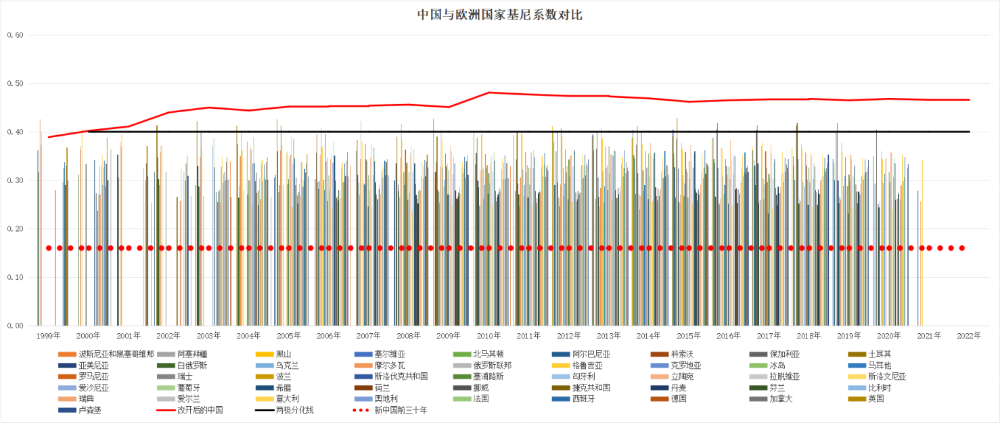 中国与欧洲国家基尼系数对比
0.60
0.50
0.40
0.30
0.20
0.10
0.00
1999年 2000年 2001年 2002年 2003年 2004年 2005年 2006年 2007年 2008年 2009年 2010年 2011年 2012年 2013年 2014年 2015年 2016年 2017年 2018年 2019年 2020年 2021年 2022年
波斯尼亚和黑塞哥维那 阿塞拜疆 黑山 塞尔维亚 北马其顿 阿尔巴尼亚 科索沃 保加利亚 土耳其
亚美尼亚 白俄罗斯 乌克兰 摩尔多瓦 俄罗斯联邦 格鲁吉亚 克罗地亚 冰岛 马耳他
罗马尼亚 瑞士 波兰 斯洛伐克共和国 塞浦路斯 匈牙利 立陶宛 拉脱维亚 斯洛文尼亚
爱沙尼亚 葡萄牙 希腊 荷兰 挪威 捷克共和国 丹麦 芬兰 比利时
瑞典 爱尔兰 意大利 奥地利 法国 西班牙 德国 加拿大 英国
卢森堡 改开后的中国 两极分化线 新中国前三十年